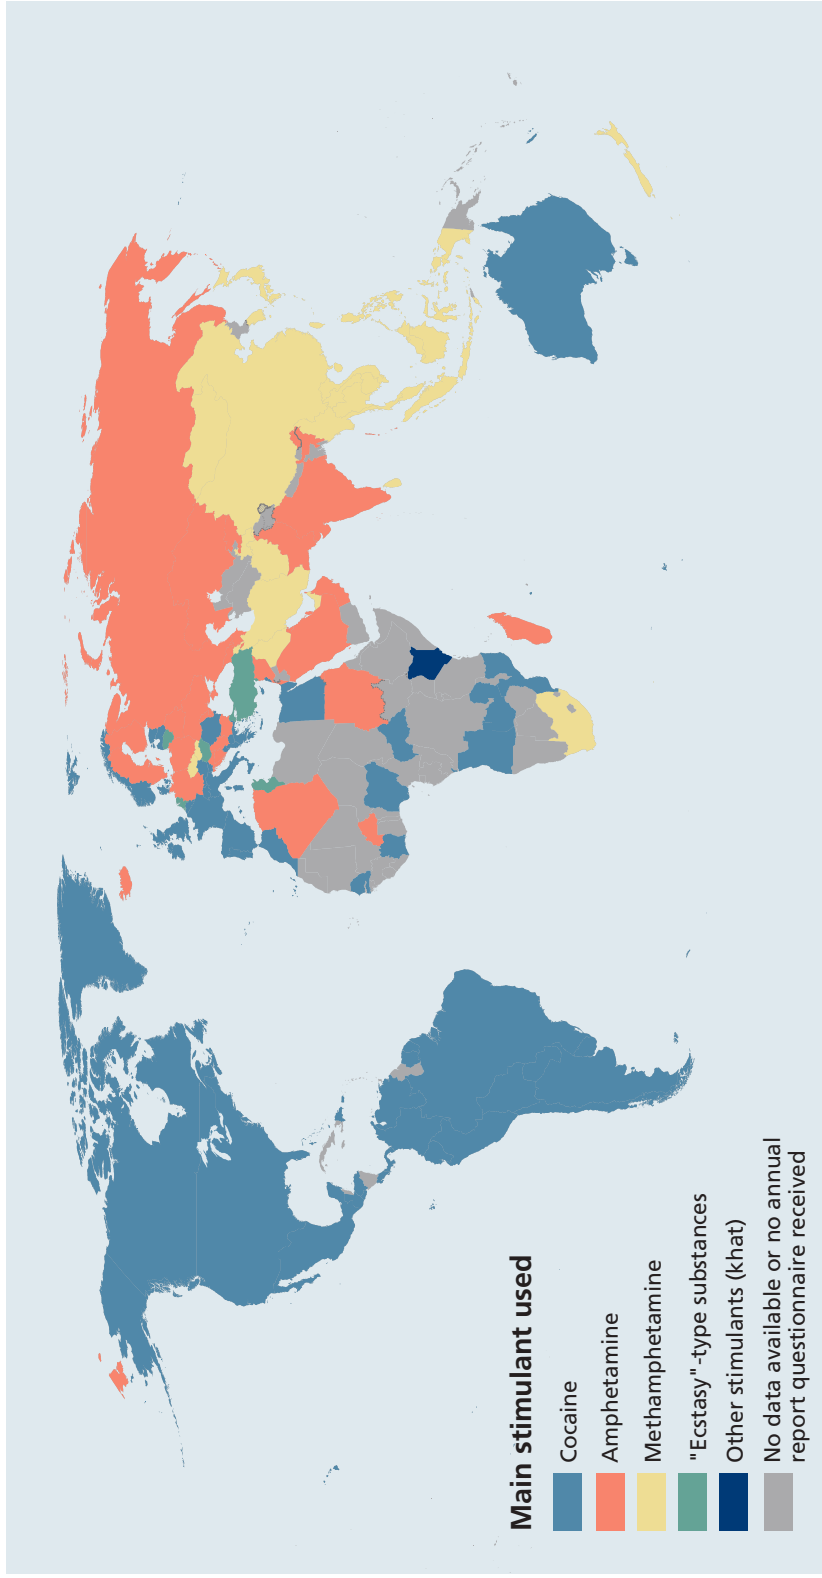 Main stimulant used
Cocaine
Amphetamine
Methamphetamine
"Ecstasy"-type substances
Other stimulants (khat)
No data available or no annual
report questionnaire received